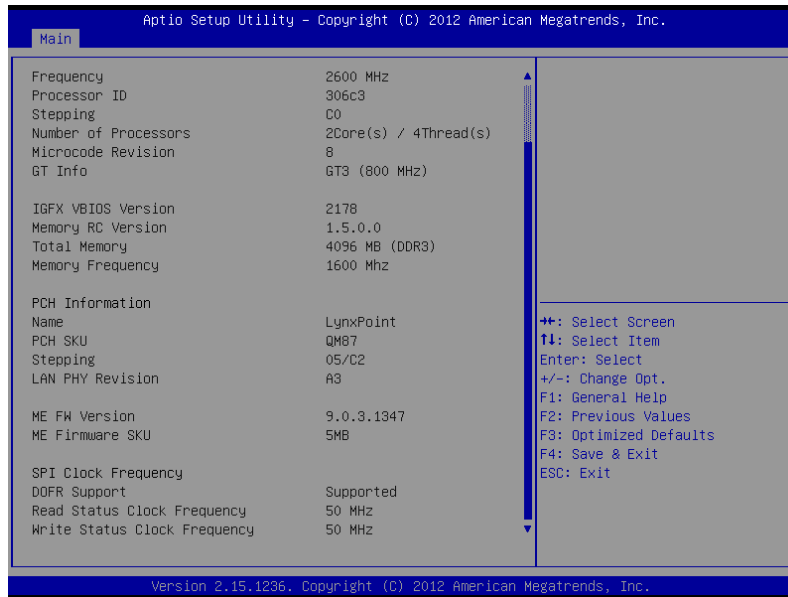 Aptio Setup Utility – Copyright (C) 2012 American Megatrends, Inc.
Main
Frequency 2600 MHz
Processor ID 306c3
Stepping C0
Number of Processors 2Core(s) / 4Thread(s)
Microcode Revision 8
GT Info GT3 (800 MHz)
IGFX VBIOS Version 2178
Memory RC Version 1.5.0.0
Total Memory 4096 MB (DDR3)
Memory Frequency 1600 Mhz
PCH Information
Name LynxPoint
PCH SKU QM87
Stepping 05/C2
LAN PHY Revision A3
ME FW Version 9.0.3.1347
ME Firmware SKU 5MB
SPI Clock Frequency
DOFR Support Supported
Read Status Clock Frequency 50 MHz
Write Status Clock Frequency 50 MHz
→←: Select Screen
↑↓: Select Item
Enter: Select
+/-: Change Opt.
F1: General Help
F2: Previous Values
F3: Optimized Defaults
F4: Save & Exit
ESC: Exit
Version 2.15.1236. Copyright (C) 2012 American Megatrends, Inc.